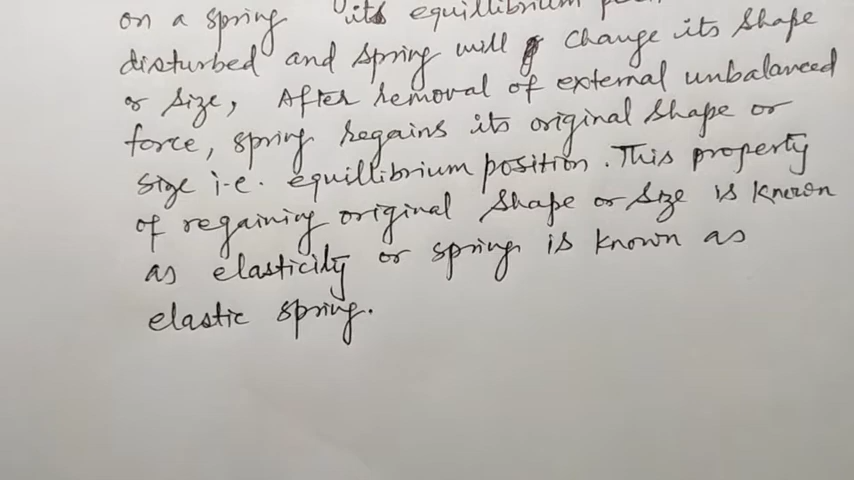 on a spring its equillibrium
disturbed and spring will change its shape
or size, After removal of external unbalanced
force, spring regains its original shape or
size i.e. equillibrium position. This property
of regaining original shape or size is known
as elasticity or spring is known as
elastic spring.